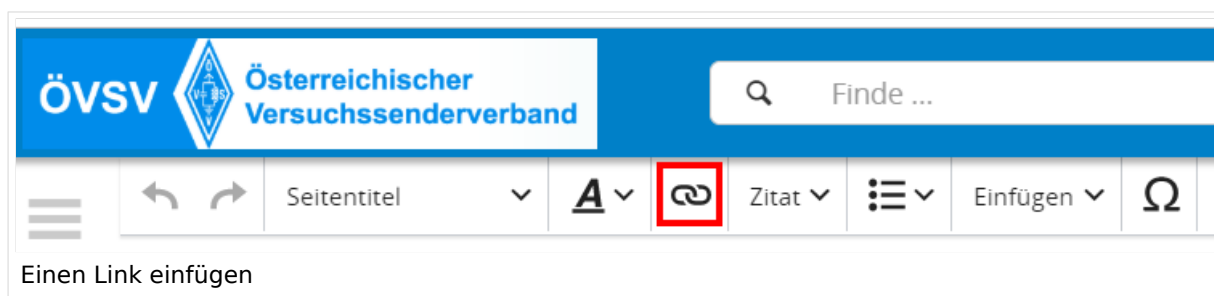 ÖVSV
Österreichischer
Versuchssenderverband
Finde ...
Seitentitel A Zitat Einfügen Ω
Einen Link einfügen